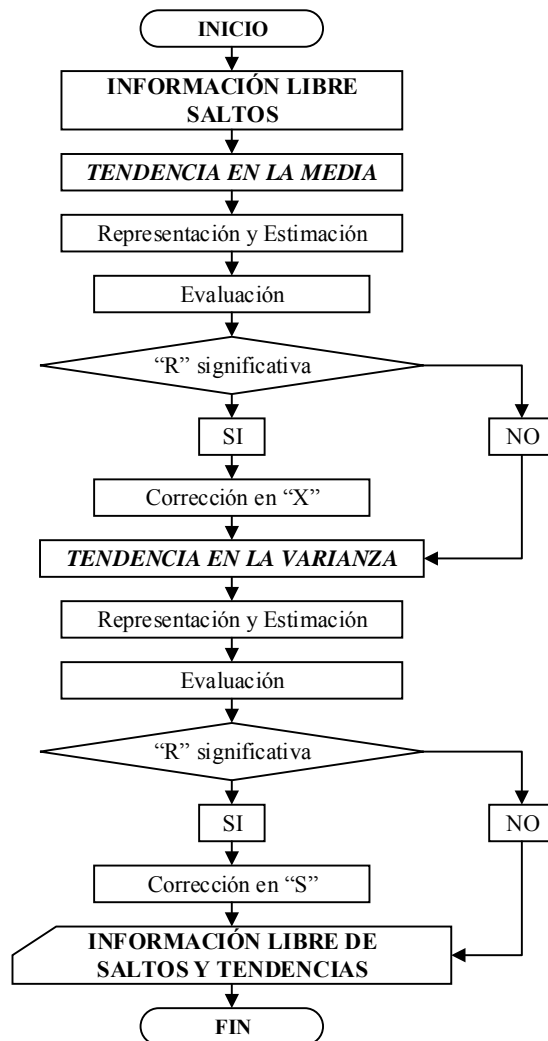 INICIO
INFORMACIÓN LIBRE
SALTOS
TENDENCIA EN LA MEDIA
Representación y Estimación
Evaluación
“R” significativa
SI
NO
Corrección en “X”
TENDENCIA EN LA VARIANZA
Representación y Estimación
Evaluación
“R” significativa
SI
NO
Corrección en “S”
INFORMACIÓN LIBRE DE
SALTOS Y TENDENCIAS
FIN